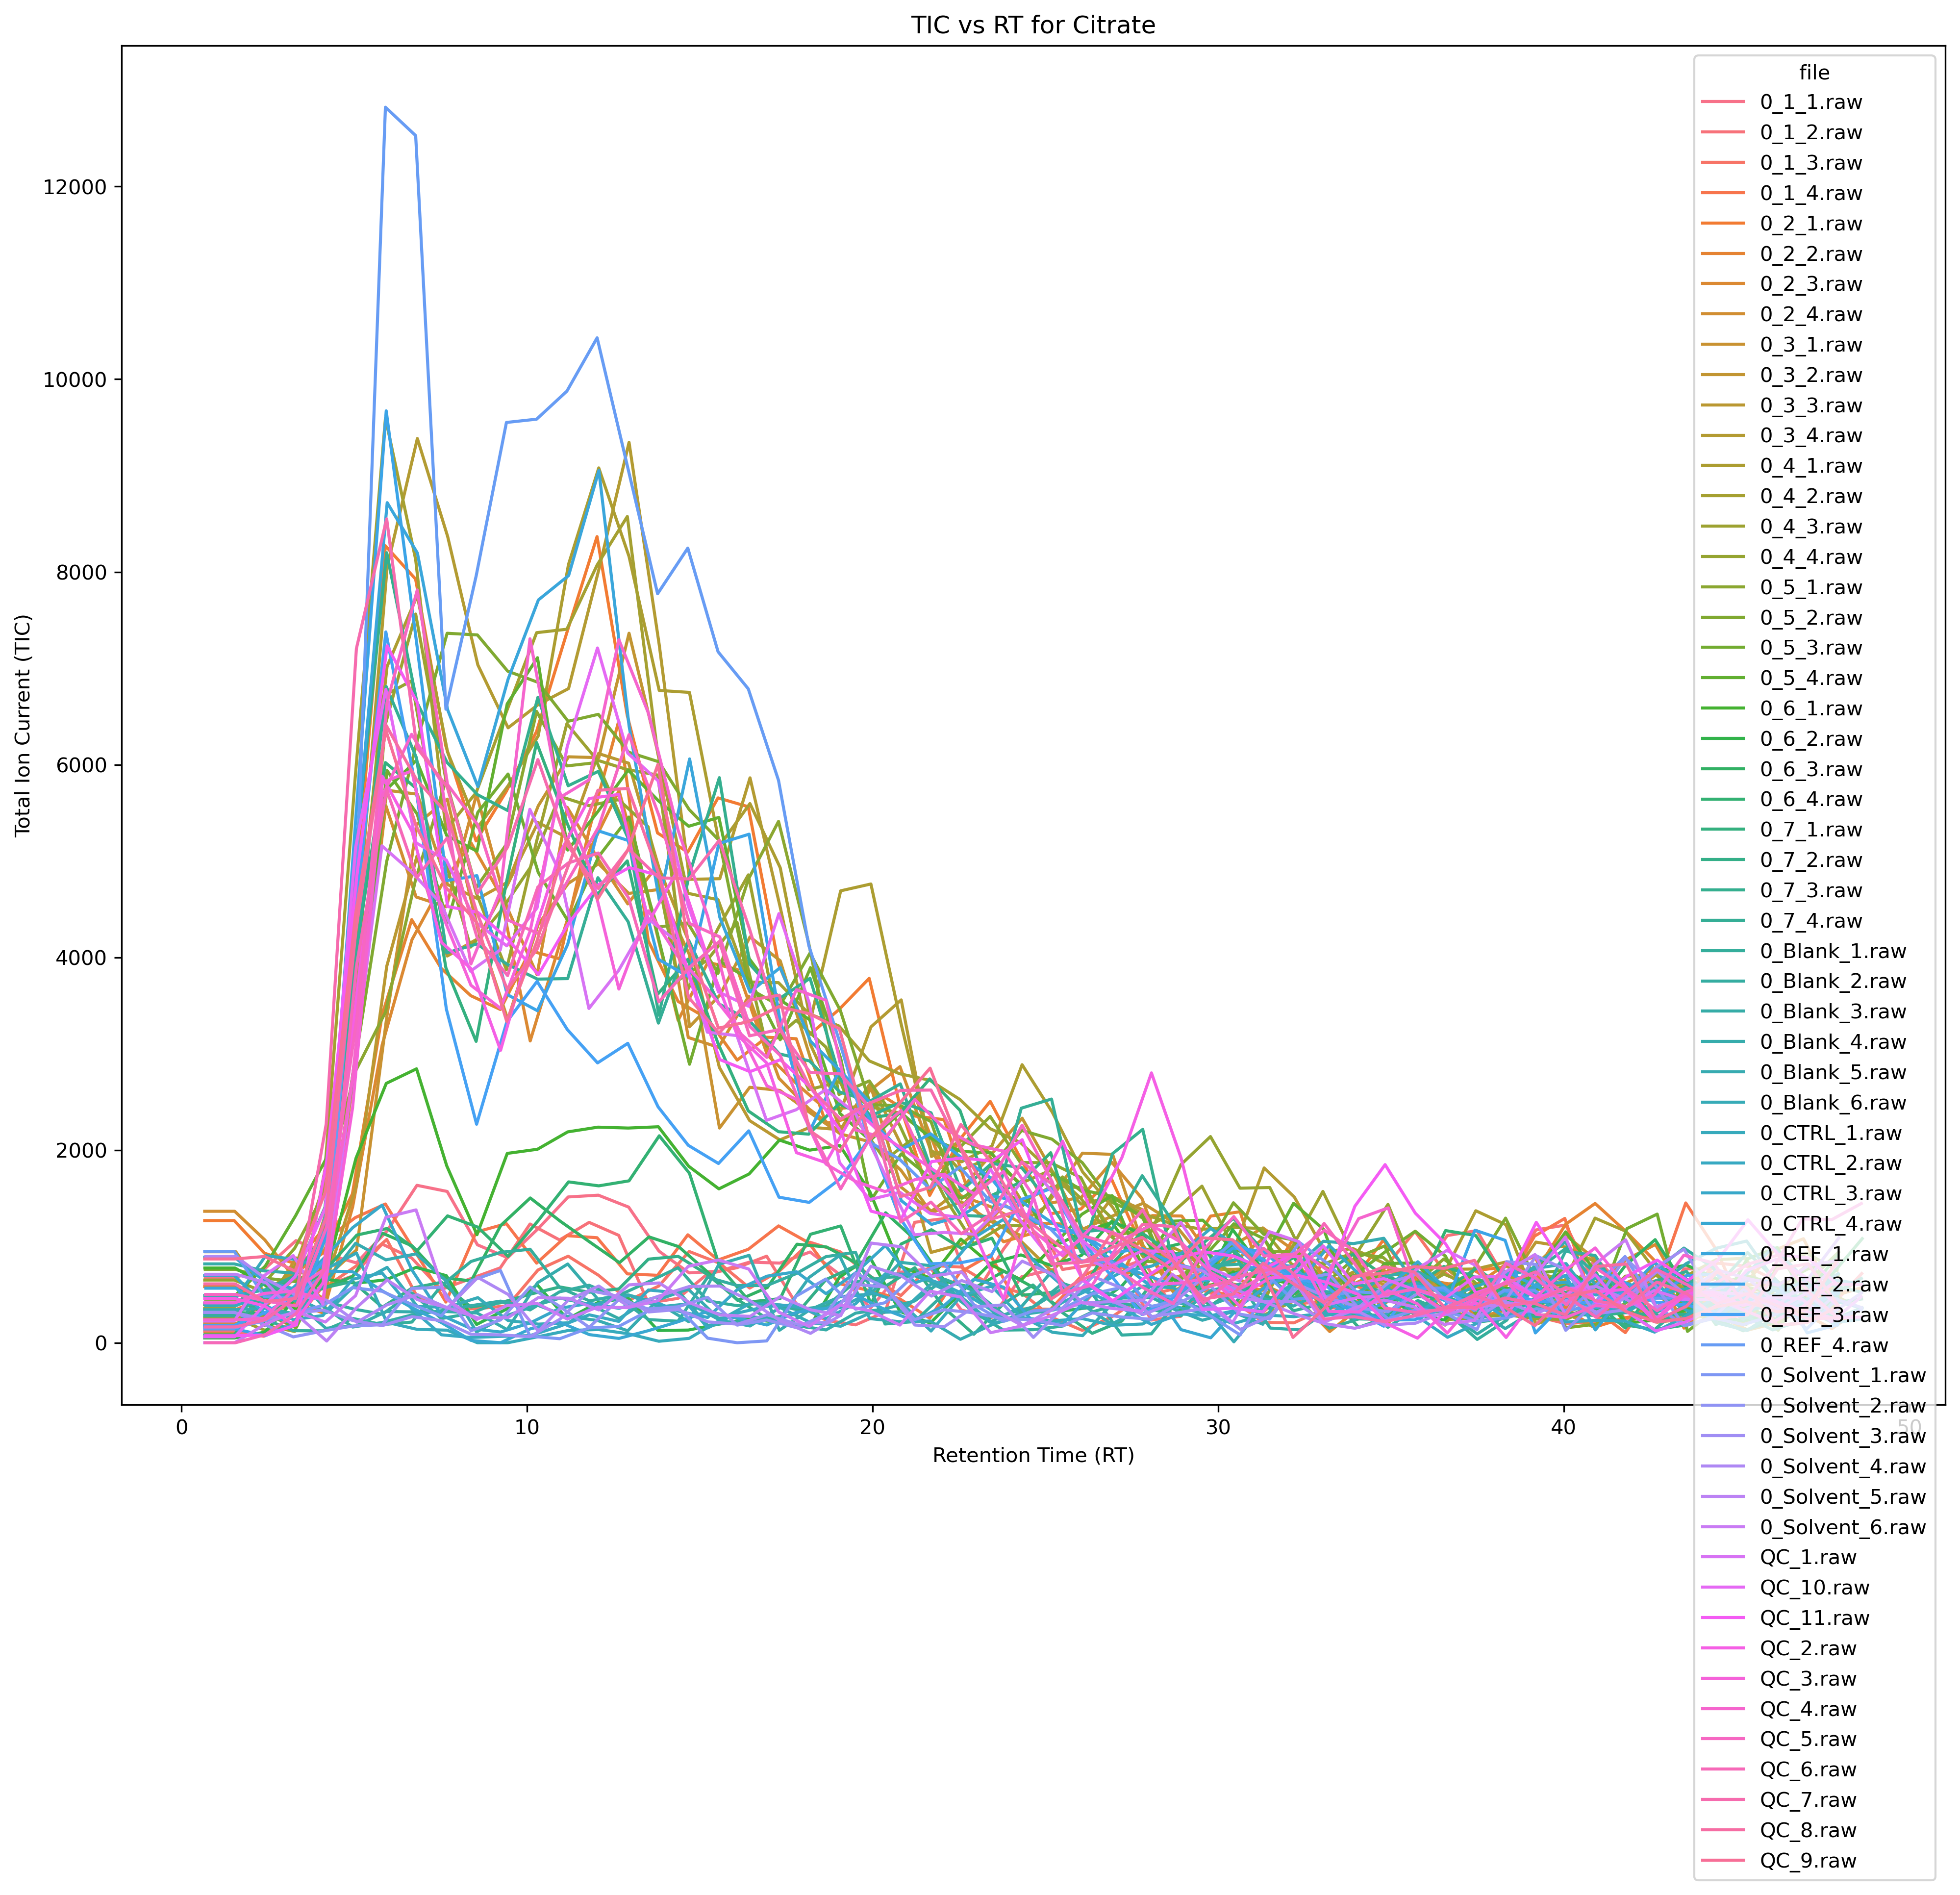 TIC vs RT for Citrate
Total Ion Current (TIC)
12000
10000
8000
6000
4000
2000
0
0
10
20
30
40
50
Retention Time (RT)
file
0_1_1.raw
0_1_2.raw
0_1_3.raw
0_1_4.raw
0_2_1.raw
0_2_2.raw
0_2_3.raw
0_2_4.raw
0_3_1.raw
0_3_2.raw
0_3_3.raw
0_3_4.raw
0_4_1.raw
0_4_2.raw
0_4_3.raw
0_4_4.raw
0_5_1.raw
0_5_2.raw
0_5_3.raw
0_5_4.raw
0_6_1.raw
0_6_2.raw
0_6_3.raw
0_6_4.raw
0_7_1.raw
0_7_2.raw
0_7_3.raw
0_7_4.raw
0_Blank_1.raw
0_Blank_2.raw
0_Blank_3.raw
0_Blank_4.raw
0_Blank_5.raw
0_Blank_6.raw
0_CTRL_1.raw
0_CTRL_2.raw
0_CTRL_3.raw
0_CTRL_4.raw
0_REF_1.raw
0_REF_2.raw
0_REF_3.raw
0_REF_4.raw
0_Solvent_1.raw
0_Solvent_2.raw
0_Solvent_3.raw
0_Solvent_4.raw
0_Solvent_5.raw
0_Solvent_6.raw
QC_1.raw
QC_10.raw
QC_11.raw
QC_2.raw
QC_3.raw
QC_4.raw
QC_5.raw
QC_6.raw
QC_7.raw
QC_8.raw
QC_9.raw